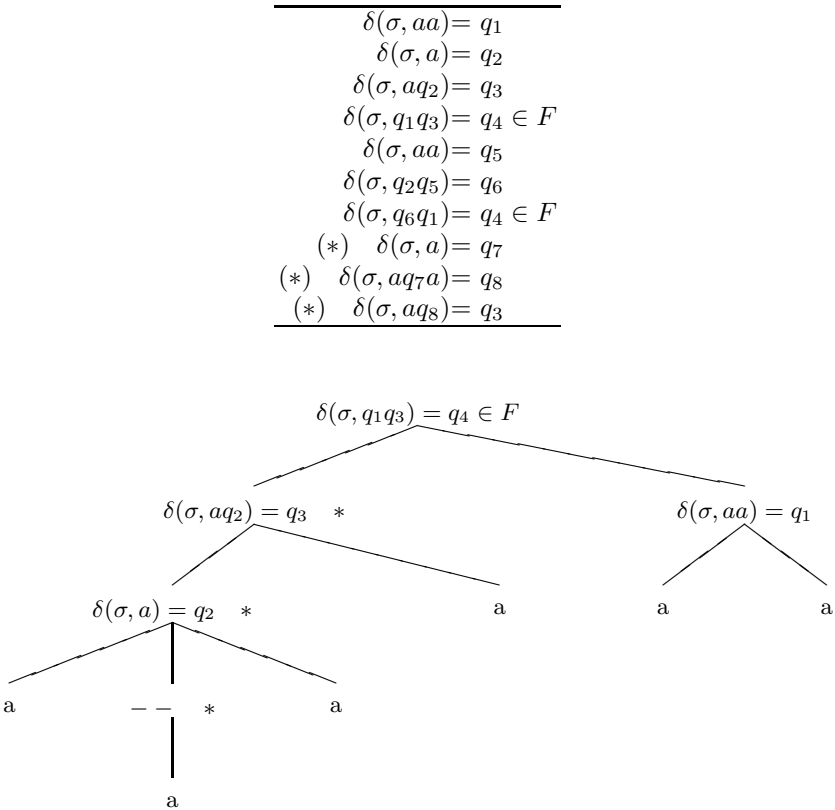 δ(σ, aa)= q₁
δ(σ, a)= q₂
δ(σ, aq₂)= q₃
δ(σ, q₁q₃)= q₄ ∈ F
δ(σ, aa)= q₅
δ(σ, q₂q₅)= q₆
δ(σ, q₆q₁)= q₄ ∈ F
(∗) δ(σ, a)= q₇
(∗) δ(σ, aq₇a)= q₈
(∗) δ(σ, aq₈)= q₃
δ(σ, q₁q₃) = q₄ ∈ F
δ(σ, aq₂) = q₃ ∗ δ(σ, aa) = q₁
δ(σ, a) = q₂ ∗ a a a
a − − ∗ a
a